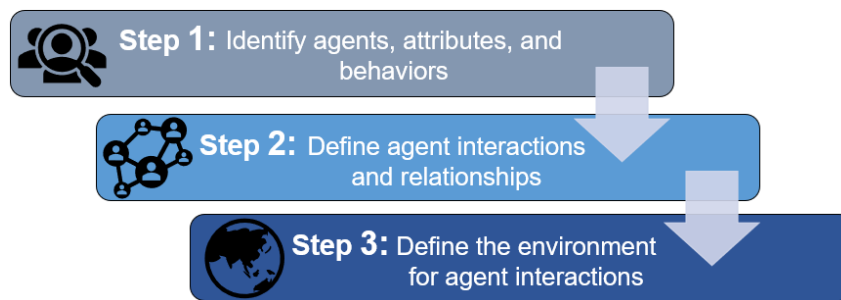 Step 1: Identify agents, attributes, and
behaviors
Step 2: Define agent interactions
and relationships
Step 3: Define the environment
for agent interactions